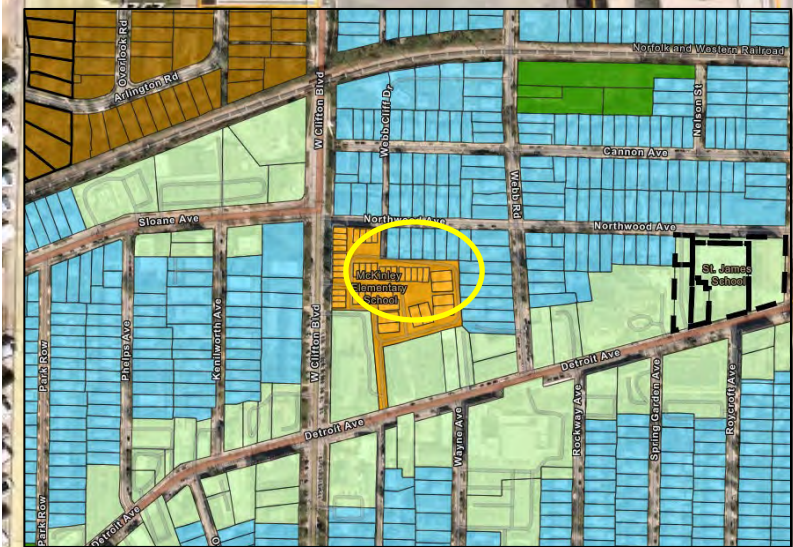 Overlook Rd
Norfolk and Western Railroad
Arlington Rd
W Clifton Blvd
Webb Cliff Dr
Nelson St
Cannon Ave
Webb Rd
Sloane Ave
Northwood Ave
Northwood Ave
McKinley
Elementary
School
St. James
School
Park Row
Phelps Ave
Kenilworth Ave
W Clifton Blvd
Detroit Ave
Detroit Ave
Wayne Ave
Rockway Ave
Spring Garden Ave
Roycroft Ave
Park Row
Detroit Ave